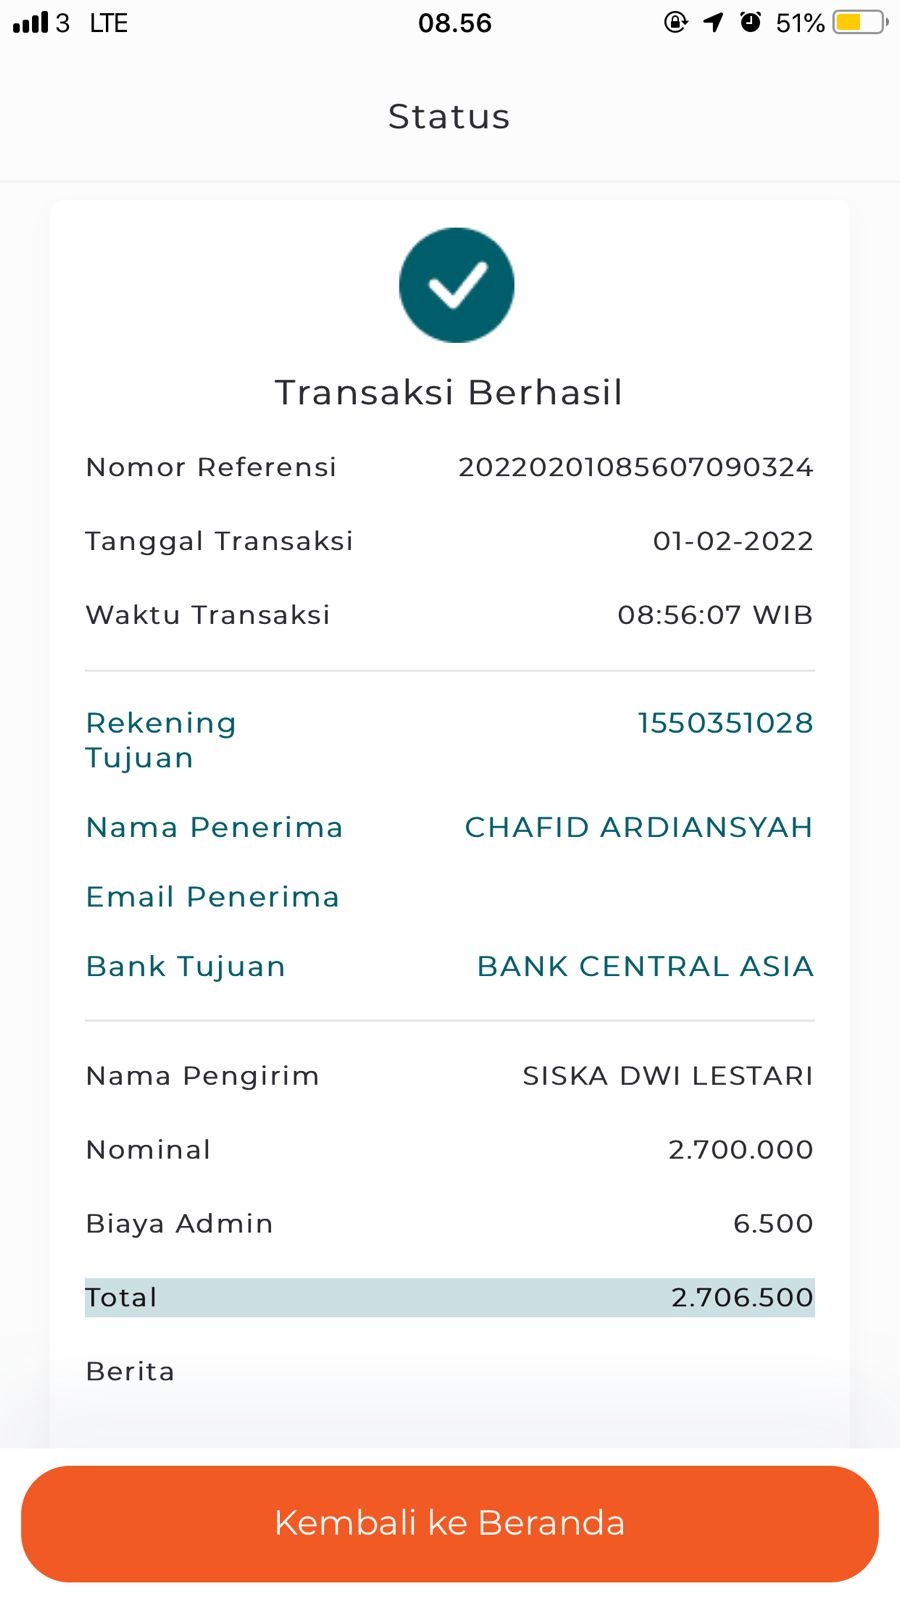 3 LTE 08.56 51%
Status
Transaksi Berhasil
Nomor Referensi 20220201085607090324
Tanggal Transaksi 01-02-2022
Waktu Transaksi 08:56:07 WIB
Rekening 1550351028
Tujuan
Nama Penerima CHAFID ARDIANSYAH
Email Penerima
Bank Tujuan BANK CENTRAL ASIA
Nama Pengirim SISKA DWI LESTARI
Nominal 2.700.000
Biaya Admin 6.500
Total 2.706.500
Berita
Kembali ke Beranda